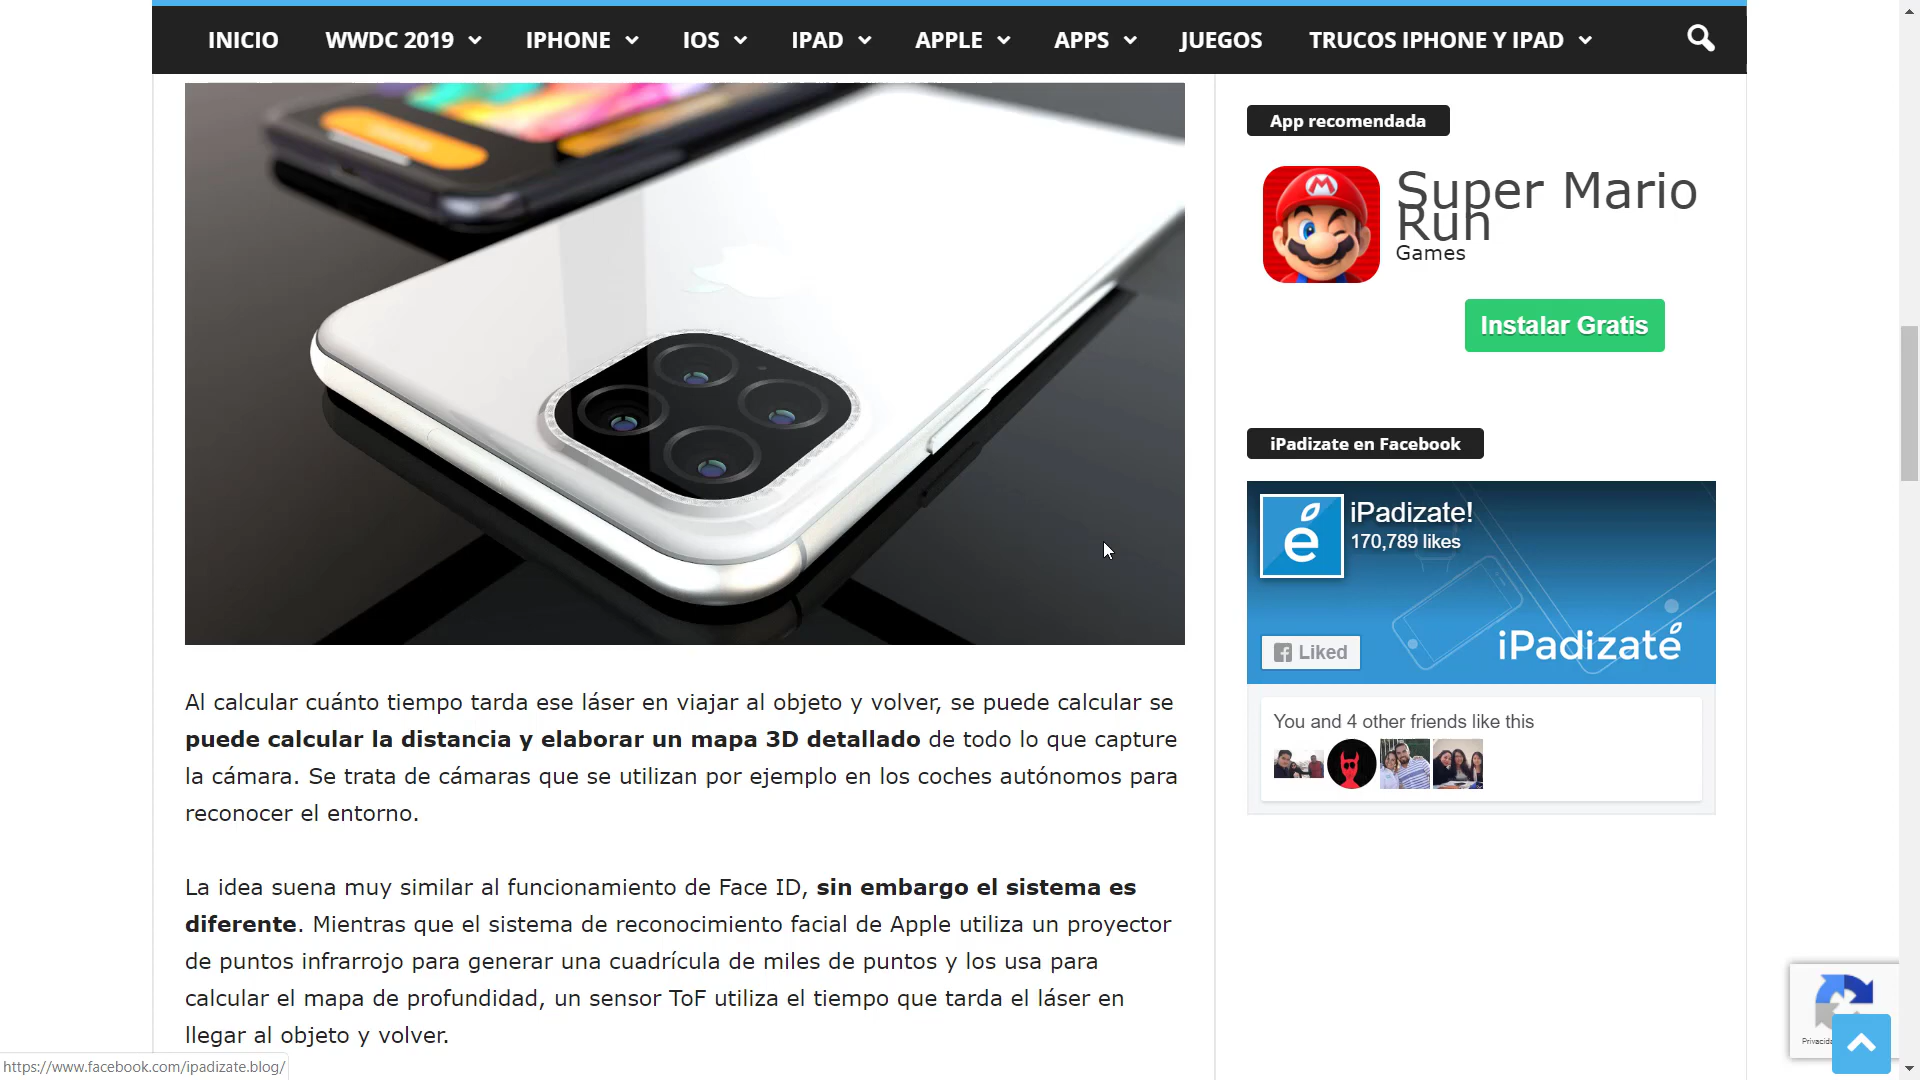 INICIO WWDC 2019 IPHONE IOS IPAD APPLE APPS JUEGOS TRUCOS IPHONE Y IPAD
App recomendada
Super Mario
Run
Games
Instalar Gratis
iPadizate en Facebook
iPadizate!
170,789 likes
Liked
iPadizate
You and 4 other friends like this
Al calcular cuánto tiempo tarda ese láser en viajar al objeto y volver, se puede calcular se
puede calcular la distancia y elaborar un mapa 3D detallado de todo lo que capture
la cámara. Se trata de cámaras que se utilizan por ejemplo en los coches autónomos para
reconocer el entorno.
La idea suena muy similar al funcionamiento de Face ID, sin embargo el sistema es
diferente. Mientras que el sistema de reconocimiento facial de Apple utiliza un proyector
de puntos infrarrojo para generar una cuadrícula de miles de puntos y los usa para
calcular el mapa de profundidad, un sensor ToF utiliza el tiempo que tarda el láser en
llegar al objeto y volver.
https://www.facebook.com/ipadizate.blog/